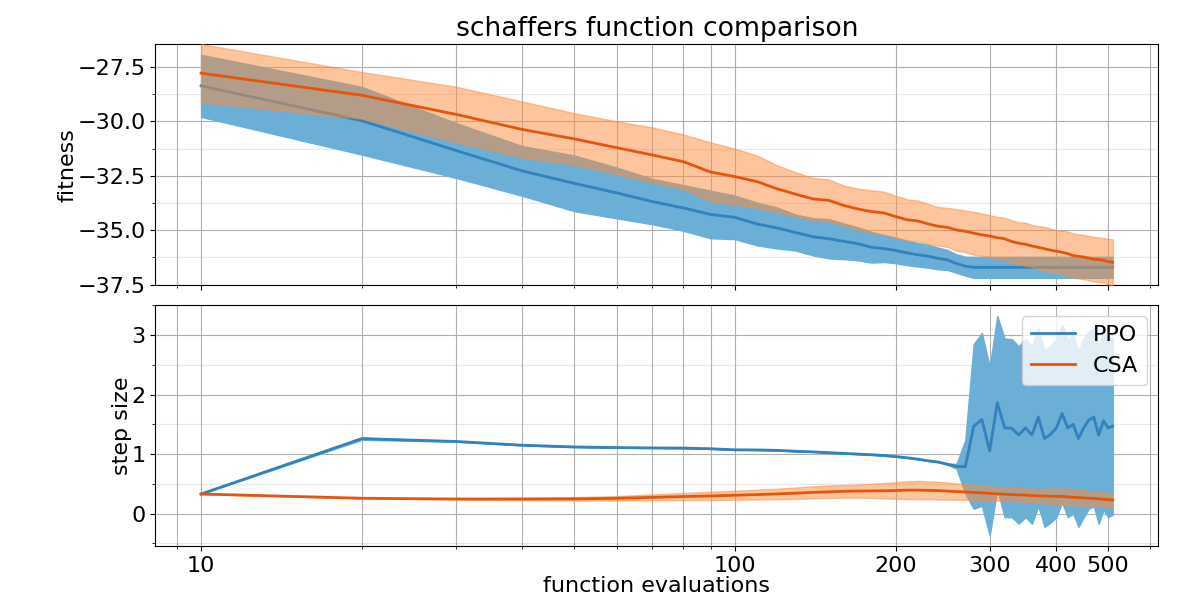 schaffers function comparison
fitness
−27.5
−30.0
−32.5
−35.0
−37.5
step size
3
2
1
0
PPO
CSA
10
100
200
300
400
500
function evaluations